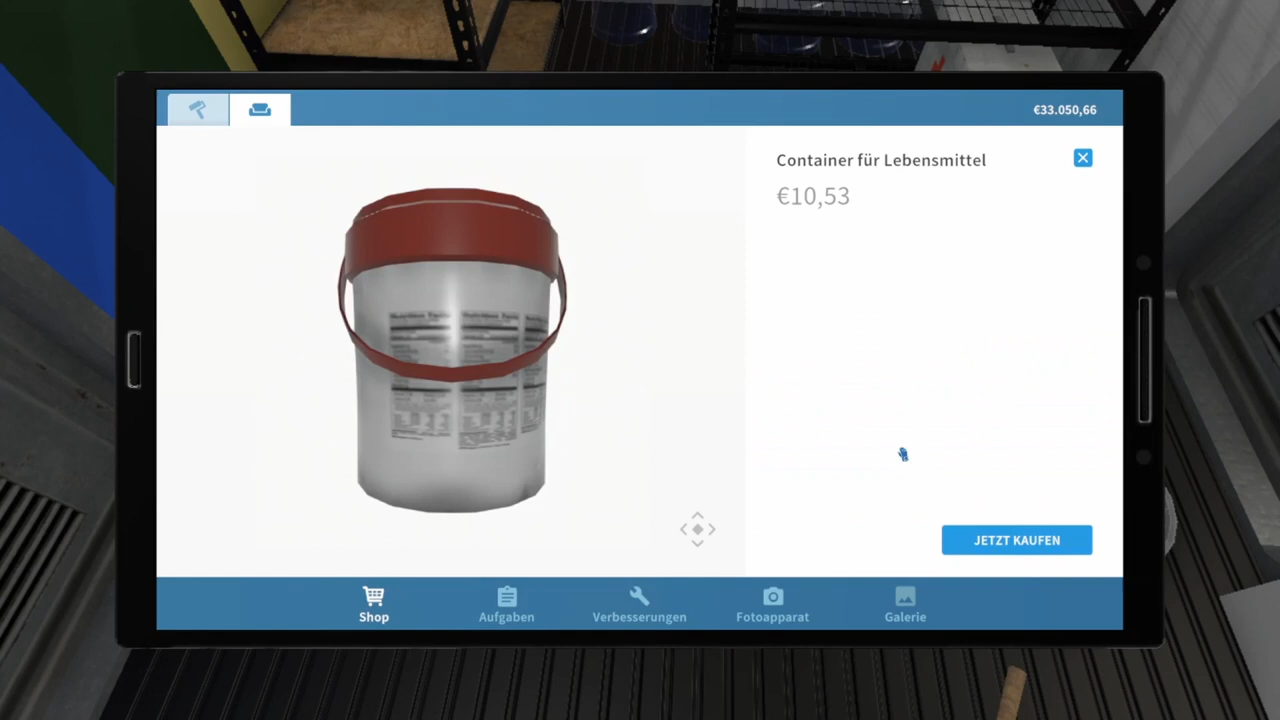 €33.050,66
Container für Lebensmittel
€10,53
JETZT KAUFEN
Shop
Aufgaben
Verbesserungen
Fotoapparat
Galerie